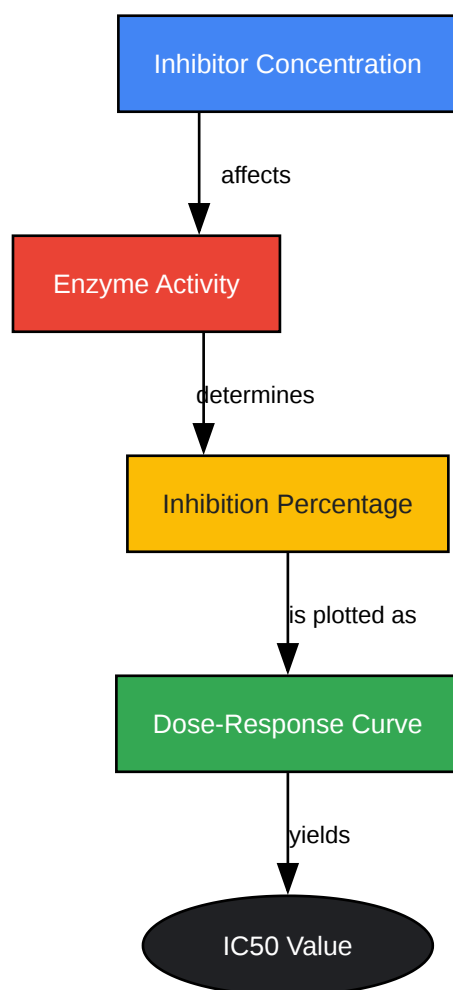 Inhibitor Concentration
affects
Enzyme Activity
determines
Inhibition Percentage
is plotted as
Dose-Response Curve
yields
IC50 Value